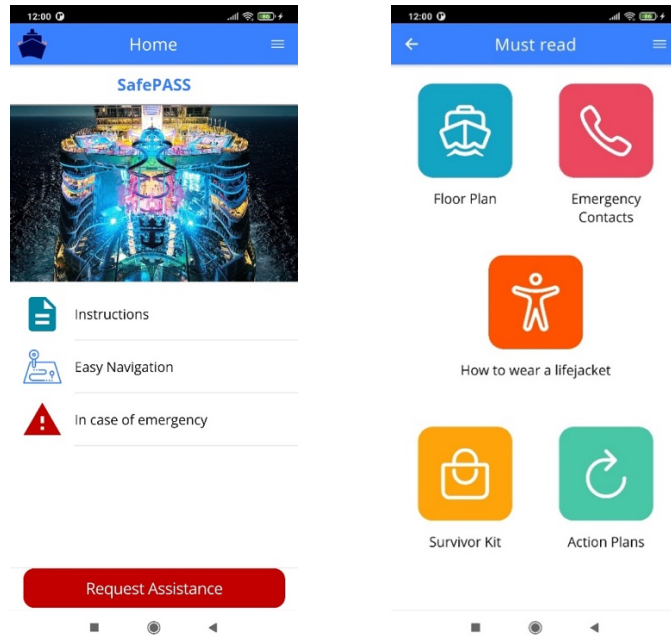 12:00
Home
SafePASS
Instructions
Easy Navigation
In case of emergency
Request Assistance
12:00
Must read
Floor Plan
Emergency
Contacts
How to wear a lifejacket
Survivor Kit
Action Plans